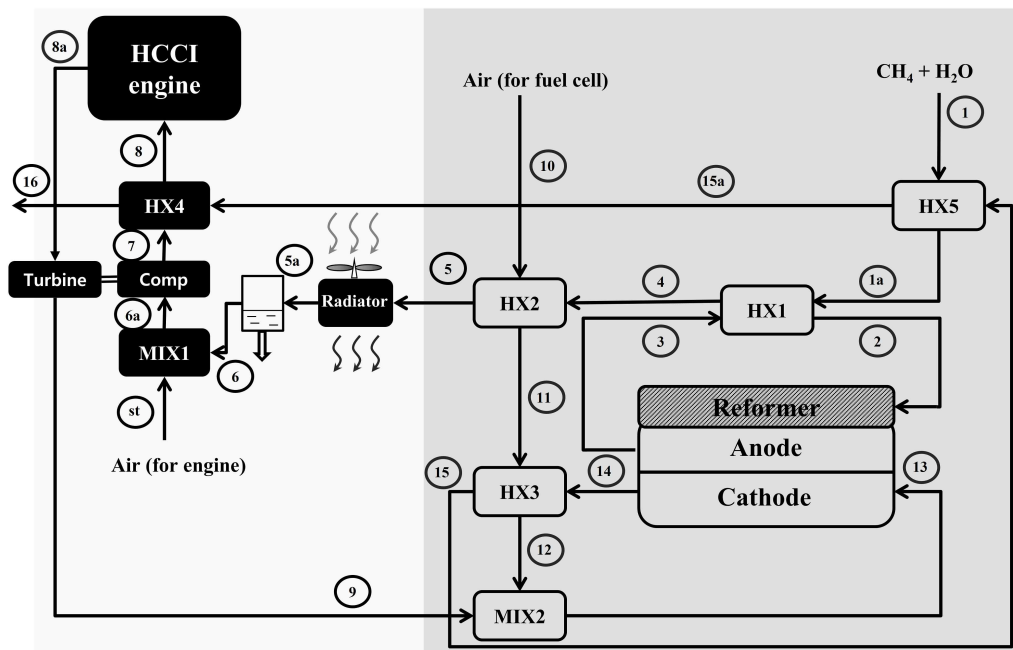 8a
HCCI
engine
Air (for fuel cell)
CH₄ + H₂O
1
8
10
16
15a
HX4
HX5
7
5a
5
4
1a
Turbine
Comp
Radiator
HX2
HX1
6a
MIX1
6
3
2
st
11
Reformer
Air (for engine)
Anode
15
HX3
14
13
Cathode
12
9
MIX2